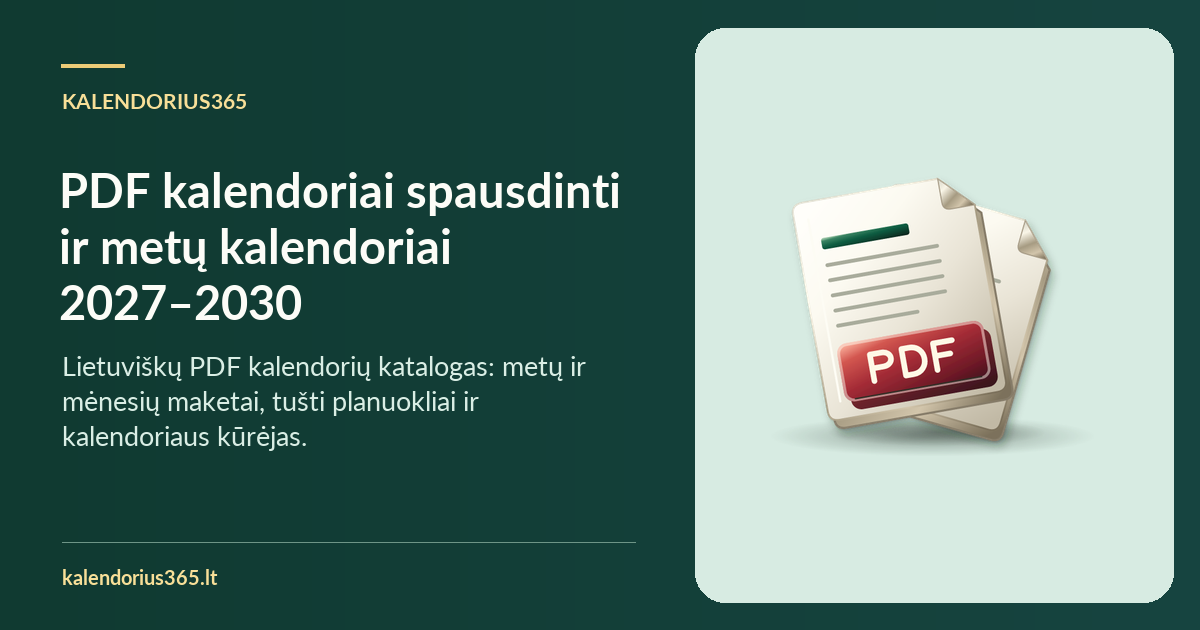 KALENDORIUS365
PDF kalendoriai spausdinti
ir metų kalendoriai
2027–2030
Lietuviškų PDF kalendorių katalogas: metų ir
mėnesių maketai, tušti planuokliai ir
kalendoriaus kūrėjas.
kalendorius365.lt
PDF